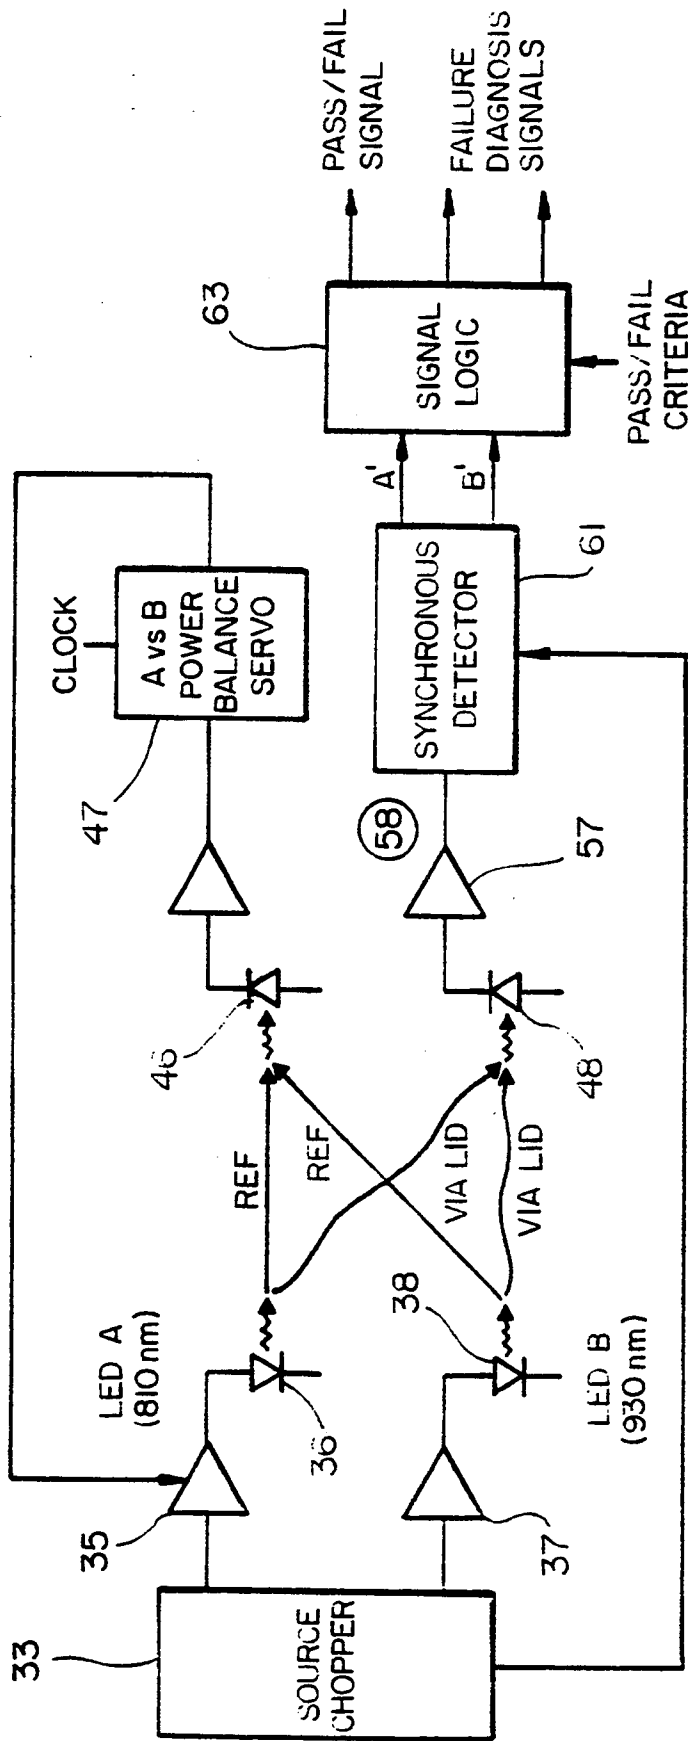 33
SOURCE
CHOPPER
35
37
LED A
(810 nm)
36
38
LED B
(930 nm)
REF
REF
VIA LID
VIA LID
46
48
47
CLOCK
A vs B
POWER
BALANCE
SERVO
58
57
SYNCHRONOUS
DETECTOR
61
A'
B'
63
SIGNAL
LOGIC
PASS/FAIL
CRITERIA
PASS/FAIL
SIGNAL
FAILURE
DIAGNOSIS
SIGNALS